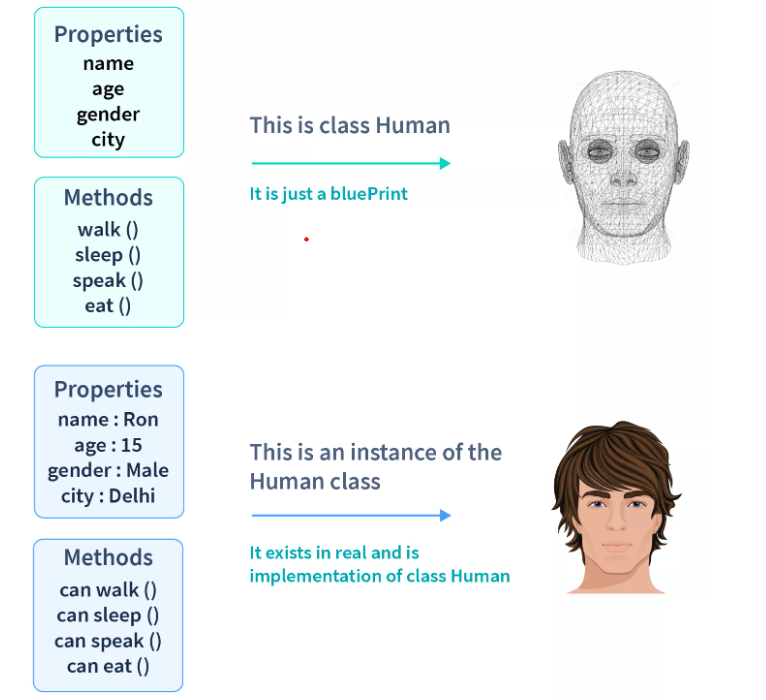 Properties
name
age
gender
city
This is class Human
It is just a bluePrint
Methods
walk ()
sleep ()
speak ()
eat ()
Properties
name : Ron
age : 15
gender : Male
city : Delhi
This is an instance of the
Human class
It exists in real and is
implementation of class Human
Methods
can walk ()
can sleep ()
can speak ()
can eat ()